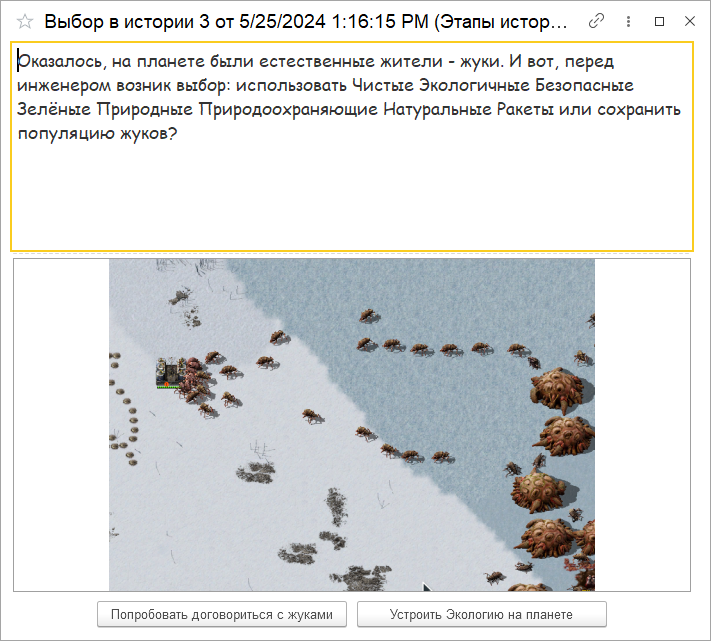 Выбор в истории 3 от 5/25/2024 1:16:15 PM (Этапы истор...
Оказалось, на планете были естественные жители - жуки. И вот, перед
инженером возник выбор: использовать Чистые Экологичные Безопасные
Зелёные Природные Природоохраняющие Натуральные Ракеты или сохранить
популяцию жуков?
Попробовать договориться с жуками
Устроить Экологию на планете